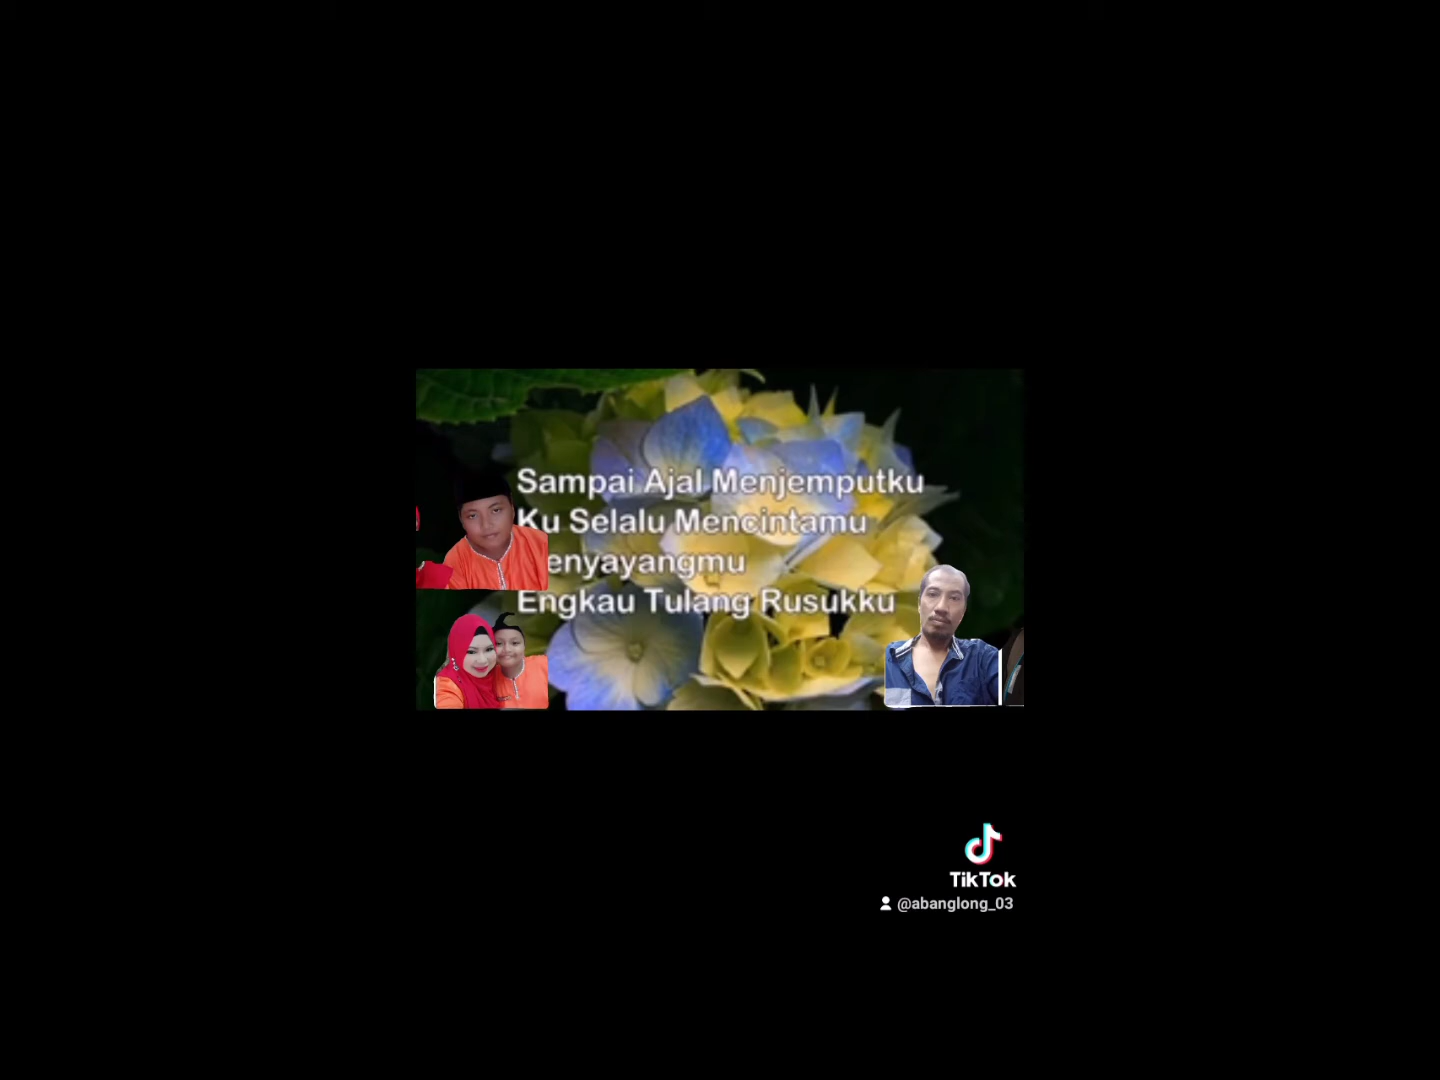 Sampai Ajal Menjemputku
Ku Selalu Mencintamu
enyayangmu
Engkau Tulang Rusukku
TikTok
@abanglong_03